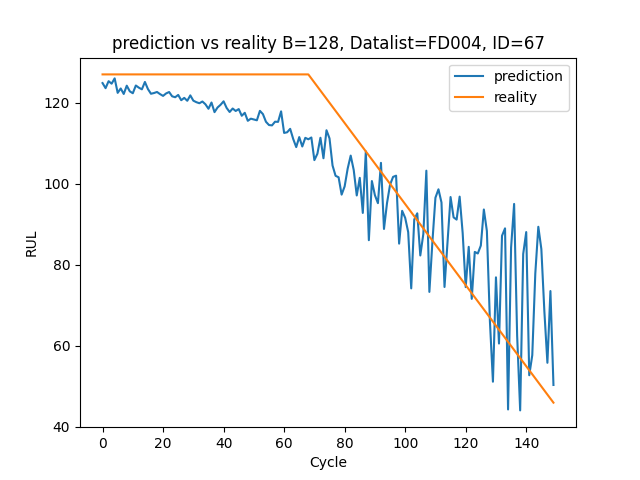 prediction vs reality B=128, Datalist=FD004, ID=67
prediction
reality
RUL
120
100
80
60
40
0 20 40 60 80 100 120 140
Cycle